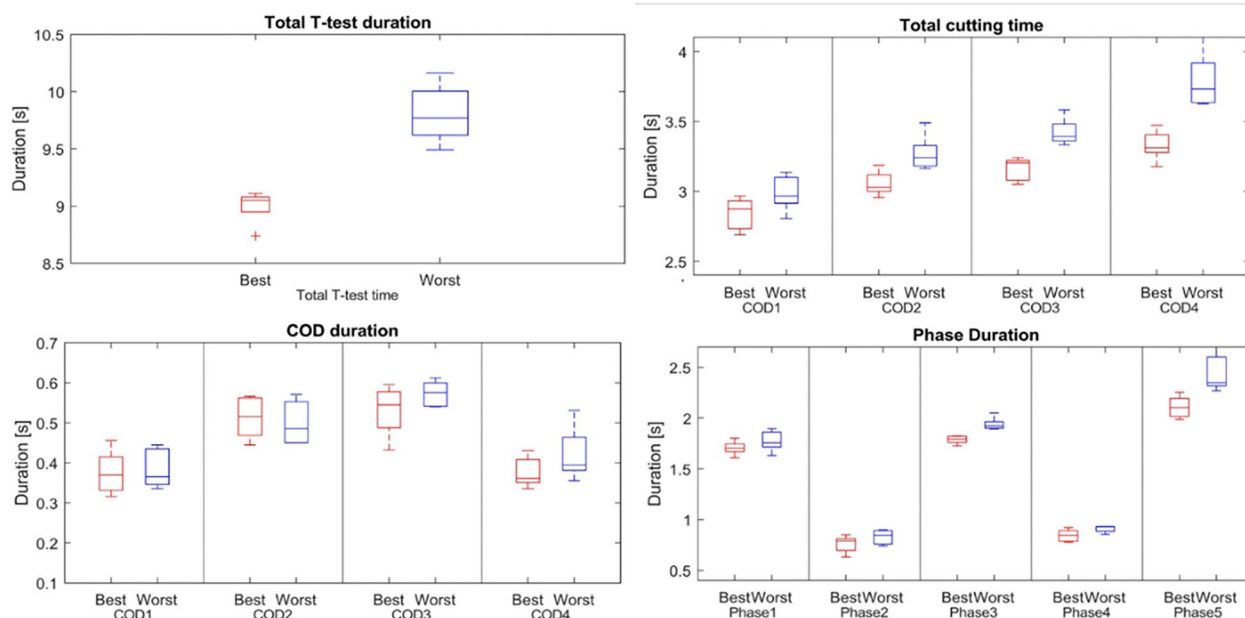 Total T-test duration
10.5
10
9.5
9
8.5
Duration [s]
Best Worst
Total T-test time
Total cutting time
4
3.5
3
2.5
Duration [s]
Best Worst Best Worst Best Worst Best Worst
COD1 COD2 COD3 COD4
COD duration
0.7
0.6
0.5
0.4
0.3
0.2
0.1
Duration [s]
Best Worst Best Worst Best Worst Best Worst
COD1 COD2 COD3 COD4
Phase Duration
2.5
2
1.5
1
0.5
Duration [s]
BestWorst BestWorst BestWorst BestWorst BestWorst
Phase1 Phase2 Phase3 Phase4 Phase5